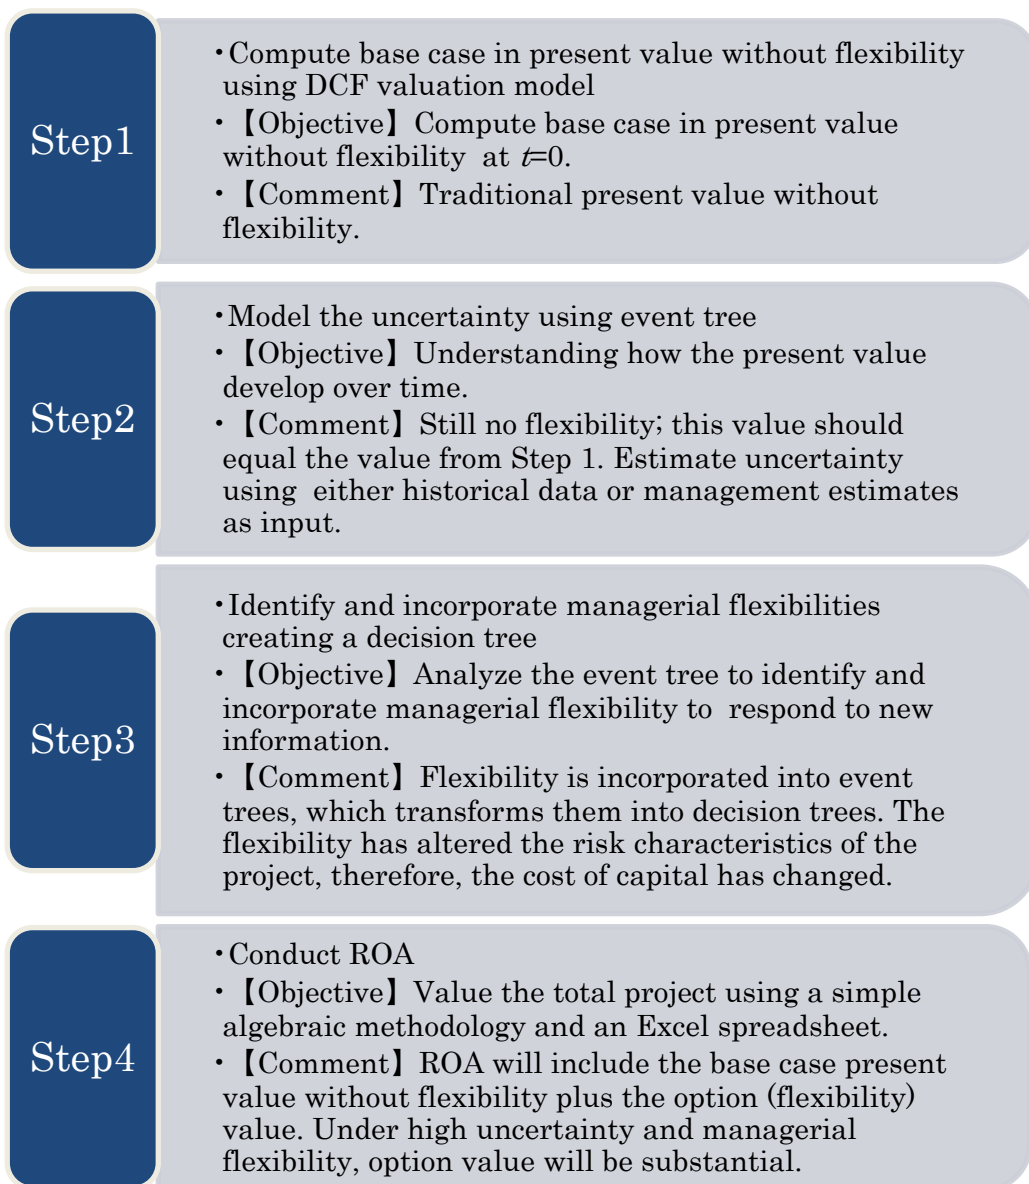 Step1
・Compute base case in present value without flexibility
using DCF valuation model
・【Objective】Compute base case in present value
without flexibility at t=0.
・【Comment】Traditional present value without
flexibility.
Step2
・Model the uncertainty using event tree
・【Objective】Understanding how the present value
develop over time.
・【Comment】Still no flexibility; this value should
equal the value from Step 1. Estimate uncertainty
using either historical data or management estimates
as input.
Step3
・Identify and incorporate managerial flexibilities
creating a decision tree
・【Objective】Analyze the event tree to identify and
incorporate managerial flexibility to respond to new
information.
・【Comment】Flexibility is incorporated into event
trees, which transforms them into decision trees. The
flexibility has altered the risk characteristics of the
project, therefore, the cost of capital has changed.
Step4
・Conduct ROA
・【Objective】Value the total project using a simple
algebraic methodology and an Excel spreadsheet.
・【Comment】ROA will include the base case present
value without flexibility plus the option (flexibility)
value. Under high uncertainty and managerial
flexibility, option value will be substantial.